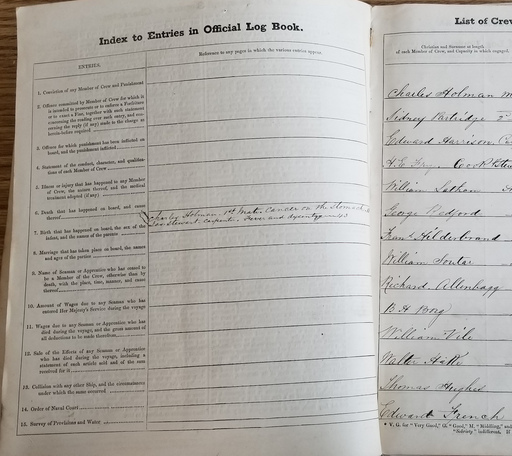 Index to Entries in Official Log Book.
ENTRIES.
Reference to any pages in which the various entries appear.
1. Conviction of any Member of Crew and Punishment
2. Offences committed by Member of Crew for which it
is intended to prosecute or to enforce a Forfeiture
or to exact a Fine, together with such statement
concerning the reading over such entry, and con-
cerning the reply (if any) made to the charge as
herein-before required
3. Offences for which punishment has been inflicted on
board, and the punishment inflicted
4. Statement of the conduct, character, and qualifica-
tions of each Member of Crew
5. Illness or injury that has happened to any Member
of Crew, the nature thereof, and the medical
treatment adopted (if any)
6. Death that has happened on board, and cause
thereof
Charles Holman 1st Mate Cancer on the Stomach
Fever and dysentery
7. Birth that has happened on board, the sex of the
infant, and the names of the parents
8. Marriage that has taken place on board, the names
and ages of the parties
9. Name of Seaman or Apprentice who has ceased to
be a Member of the Crew, otherwise than by
death, with the place, time, manner, and cause
thereof
10. Amount of Wages due to any Seaman who has
entered Her Majesty's Service during the voyage
11. Wages due to any Seaman or Apprentice who has
died during the voyage, and the gross amount of
all deductions to be made therefrom
12. Sale of the Effects of any Seaman or Apprentice
who has died during the voyage, including a
statement of each article sold and of the sum
received for it
13. Collision with any other Ship, and the circumstances
under which the same occurred
14. Order of Naval Court
15. Survey of Provisions and Water
List of Crew
Christian and Surname at length
of each Member of Crew, and Capacity in which engaged.
Charles Holman
Sidney Partridge
Edward Harrison
Cook
William Latham
George Bedford
Frank Hilderbrand
William Soutar
Richard Allenhagg
B H Borg
William Vile
Walter
Thomas Hughes
Edward French
* V. G. for "Very Good," G. "Good," M. "Middling," and
"Sobriety," indifferent.